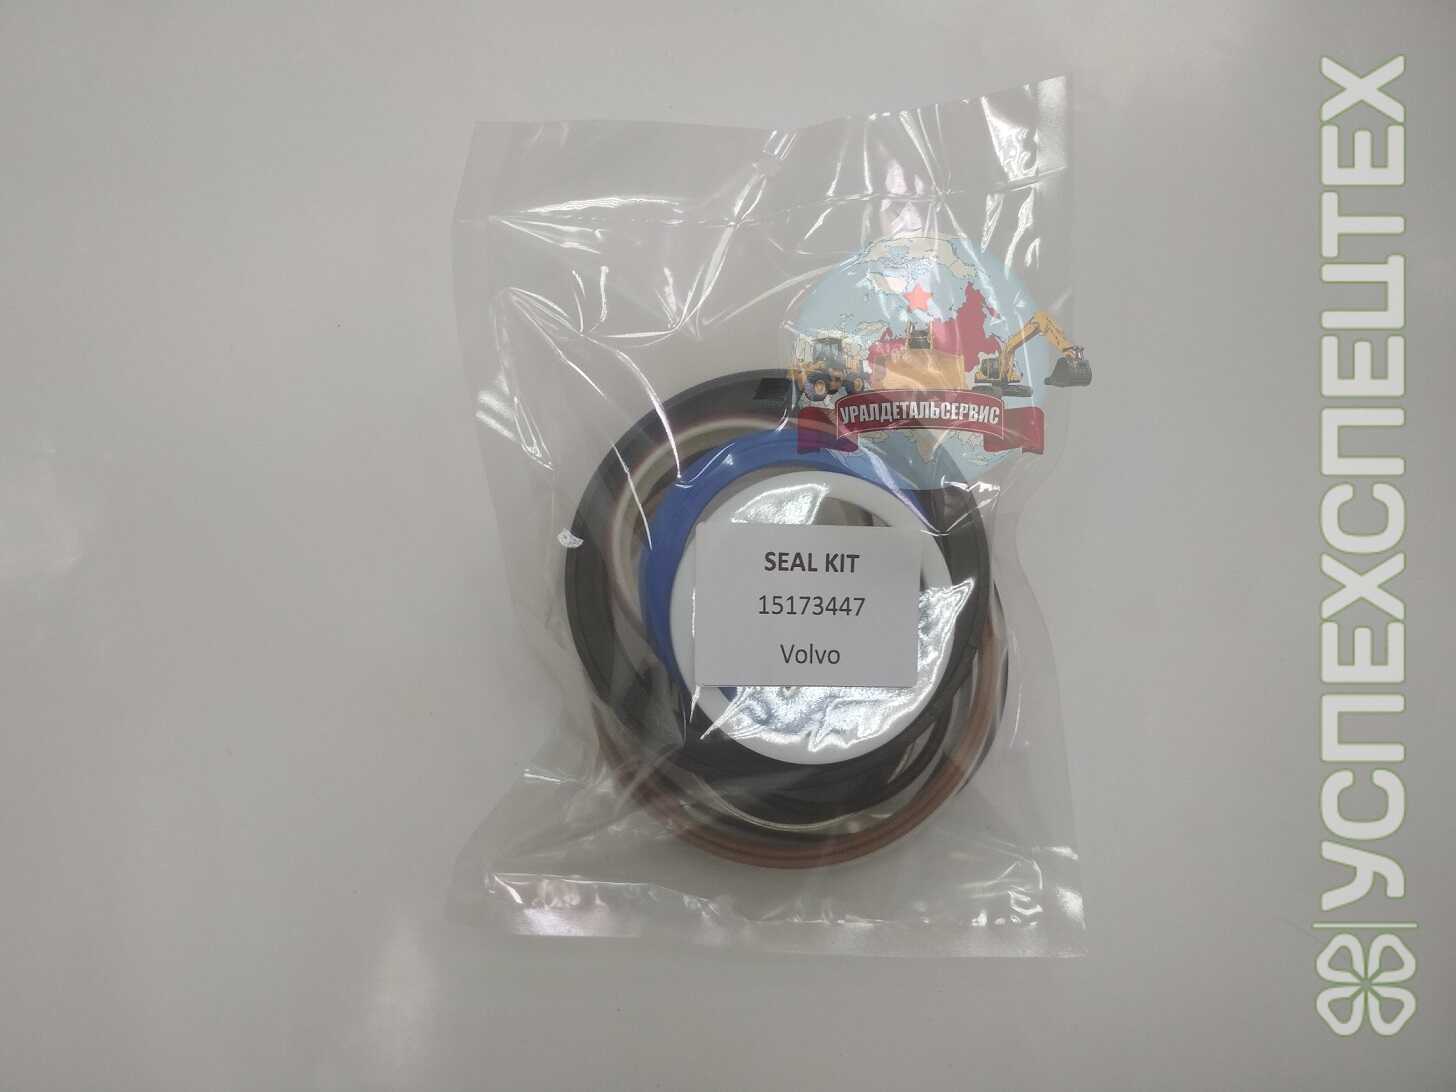 УРАЛДЕТАЛЬСЕРВИС
SEAL KIT
15173447
Volvo
УСПЕХСПЕЦТЕХ